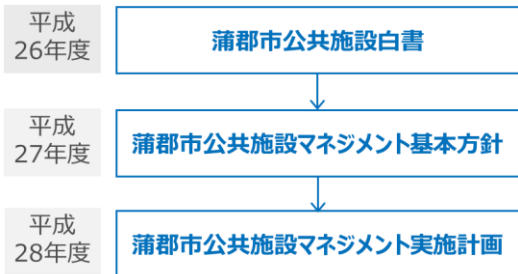 平成
26年度
蒲郡市公共施設白書
平成
27年度
蒲郡市公共施設マネジメント基本方針
平成
28年度
蒲郡市公共施設マネジメント実施計画